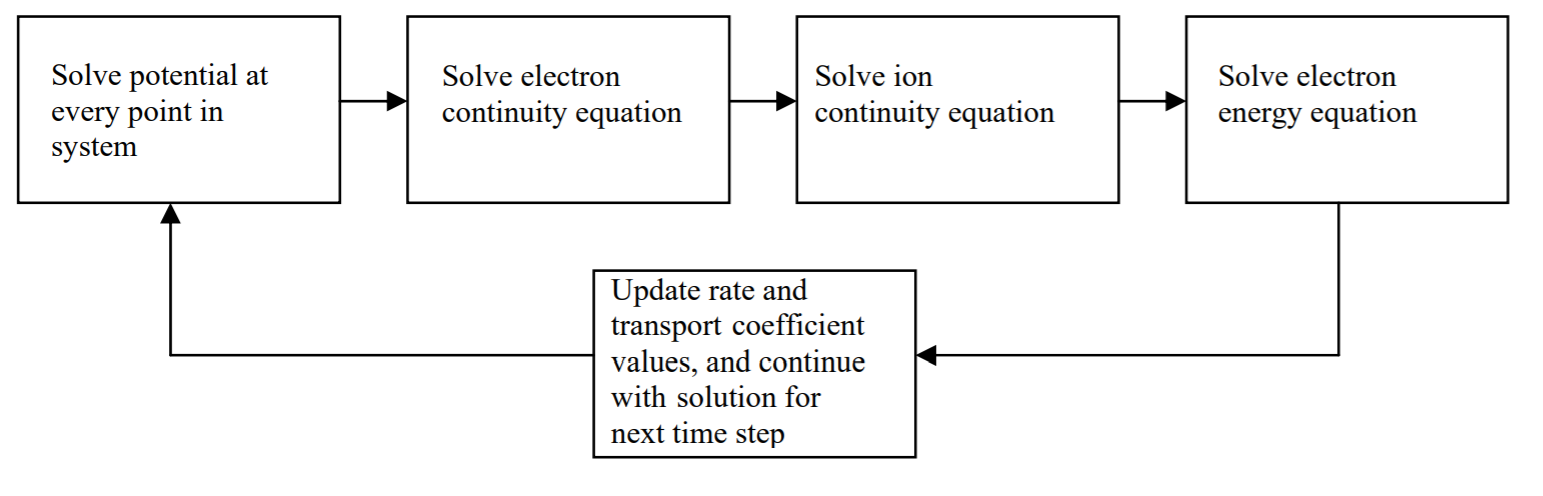 Solve potential at
every point in
system
Solve electron
continuity equation
Solve ion
continuity equation
Solve electron
energy equation
Update rate and
transport coefficient
values, and continue
with solution for
next time step